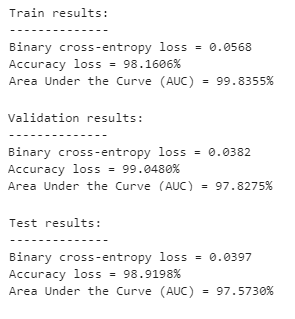 Train results:
--------------
Binary cross-entropy loss = 0.0568
Accuracy loss = 98.1606%
Area Under the Curve (AUC) = 99.8355%
Validation results:
--------------
Binary cross-entropy loss = 0.0382
Accuracy loss = 99.0480%
Area Under the Curve (AUC) = 97.8275%
Test results:
--------------
Binary cross-entropy loss = 0.0397
Accuracy loss = 98.9198%
Area Under the Curve (AUC) = 97.5730%